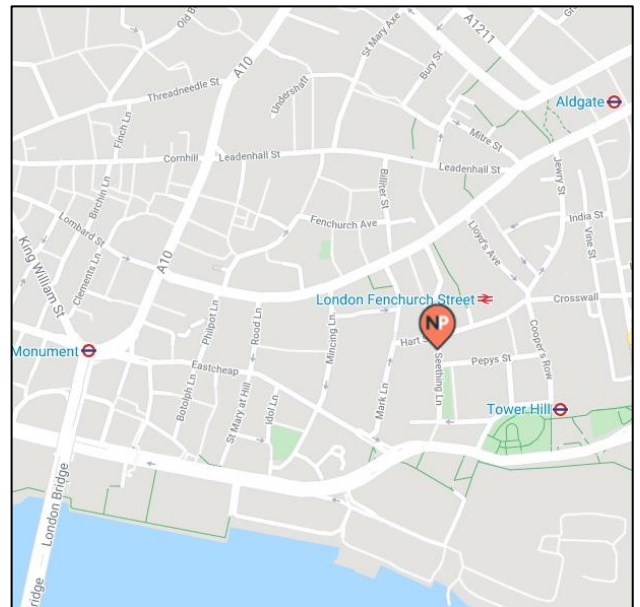 Old B
A10
St Mary Axe
A1211
Bury St
Threadneedle St
Undershaft
Aldgate
Finch Ln
Mitre St
Cornhill
Leadenhall St
Leadenhall St
Birchin Ln
Billiter St
Jewry St
Lombard St
Fenchurch Ave
Lloyd's Ave
India St
Vine St
King William St
Clements Ln
A10
London Fenchurch Street
Crosswall
Philpot Ln
Rood Ln
Mincing Ln
NP
Hart S
Monument
Eastcheap
Seething Ln
Pepys St
Cooper's Row
Botolph Ln
St Mary at Hill
Idol Ln
Mark Ln
Tower Hill
London Bridge
ridge